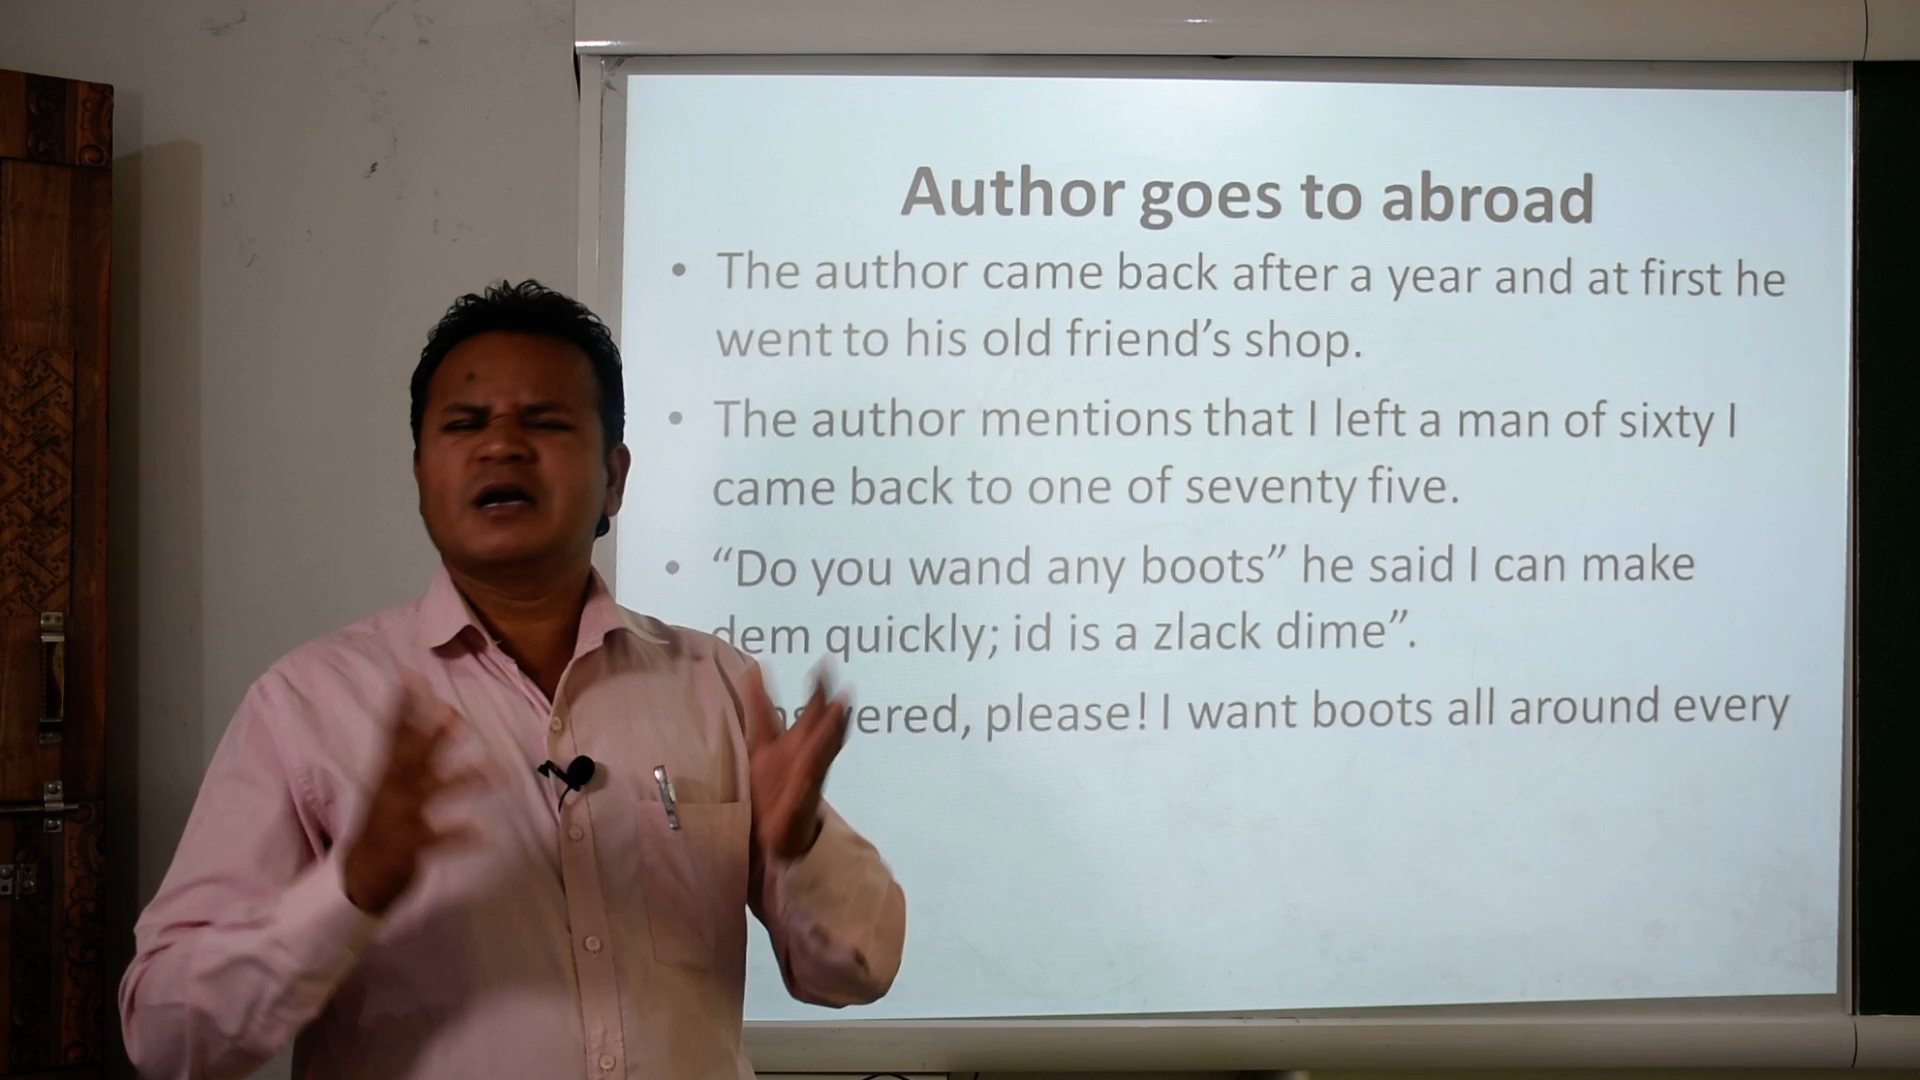 Author goes to abroad
• The author came back after a year and at first he
went to his old friend’s shop.
• The author mentions that I left a man of sixty I
came back to one of seventy five.
• “Do you wand any boots” he said I can make
dem quickly; id is a zlack dime”.
please! I want boots all around every